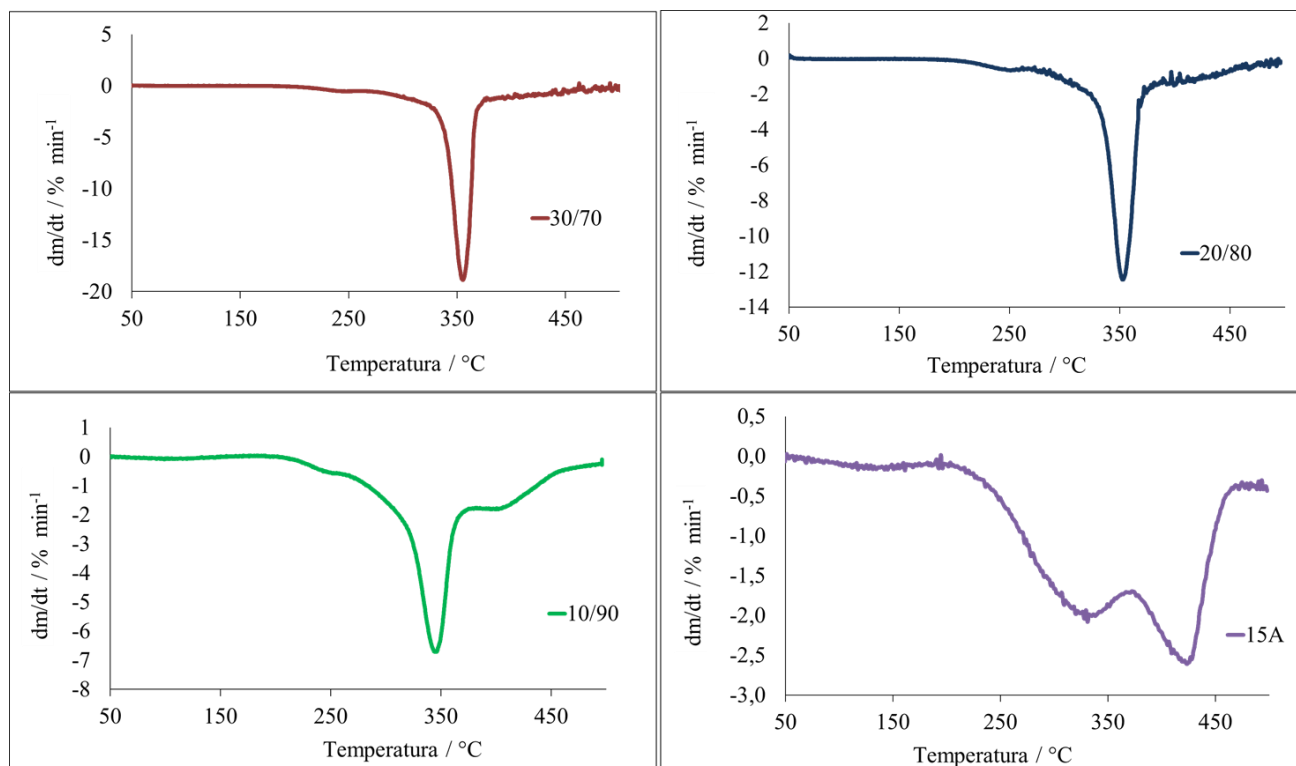 5
0
-5
-10
-15
-20
50 150 250 350 450
dm/dt / % min⁻¹
Temperatura / °C
30/70
2
0
-2
-4
-6
-8
-10
-12
-14
50 150 250 350 450
dm/dt / % min⁻¹
Temperatura / °C
20/80
1
0
-1
-2
-3
-4
-5
-6
-7
-8
50 150 250 350 450
dm/dt / % min⁻¹
Temperatura / °C
10/90
0,5
0,0
-0,5
-1,0
-1,5
-2,0
-2,5
-3,0
50 150 250 350 450
dm/dt / % min⁻¹
Temperatura / °C
15A